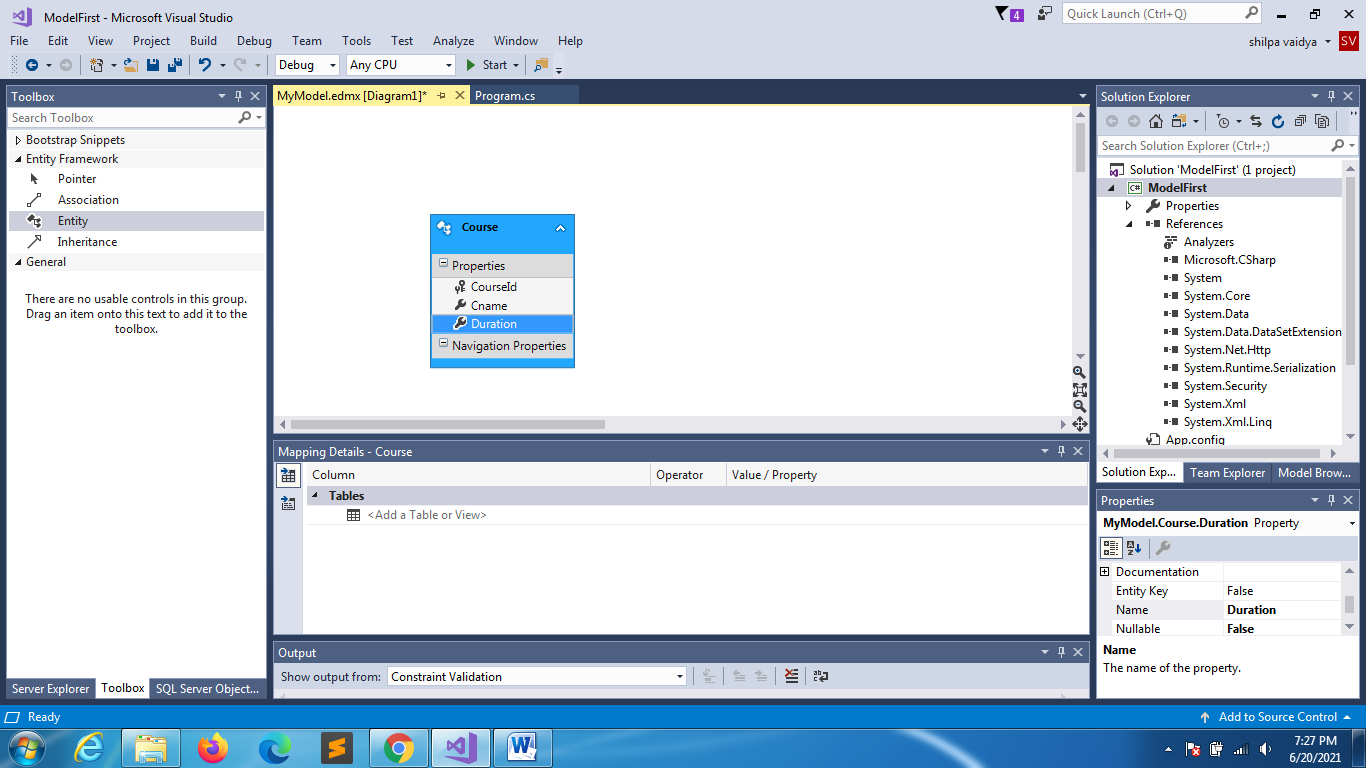 ModelFirst - Microsoft Visual Studio
4
Quick Launch (Ctrl+Q)
File Edit View Project Build Debug Team Tools Test Analyze Window Help
shilpa vaidya
SV
Debug
Any CPU
Start
Toolbox
Search Toolbox
Bootstrap Snippets
Entity Framework
Pointer
Association
Entity
Inheritance
General
There are no usable controls in this group.
Drag an item onto this text to add it to the
toolbox.
Server Explorer Toolbox SQL Server Object...
MyModel.edmx [Diagram1]*
Program.cs
Course
Properties
CourseId
Cname
Duration
Navigation Properties
Mapping Details - Course
Column Operator Value / Property
Tables
<Add a Table or View>
Output
Show output from: Constraint Validation
Solution Explorer
Search Solution Explorer (Ctrl+;)
Solution 'ModelFirst' (1 project)
C# ModelFirst
Properties
References
Analyzers
Microsoft.CSharp
System
System.Core
System.Data
System.Data.DataSetExtension
System.Net.Http
System.Runtime.Serialization
System.Security
System.Xml
System.Xml.Linq
App.config
Solution Exp... Team Explorer Model Brow...
Properties
MyModel.Course.Duration Property
Documentation
Entity Key False
Name Duration
Nullable False
Name
The name of the property.
Ready
Add to Source Control
7:27 PM
6/20/2021